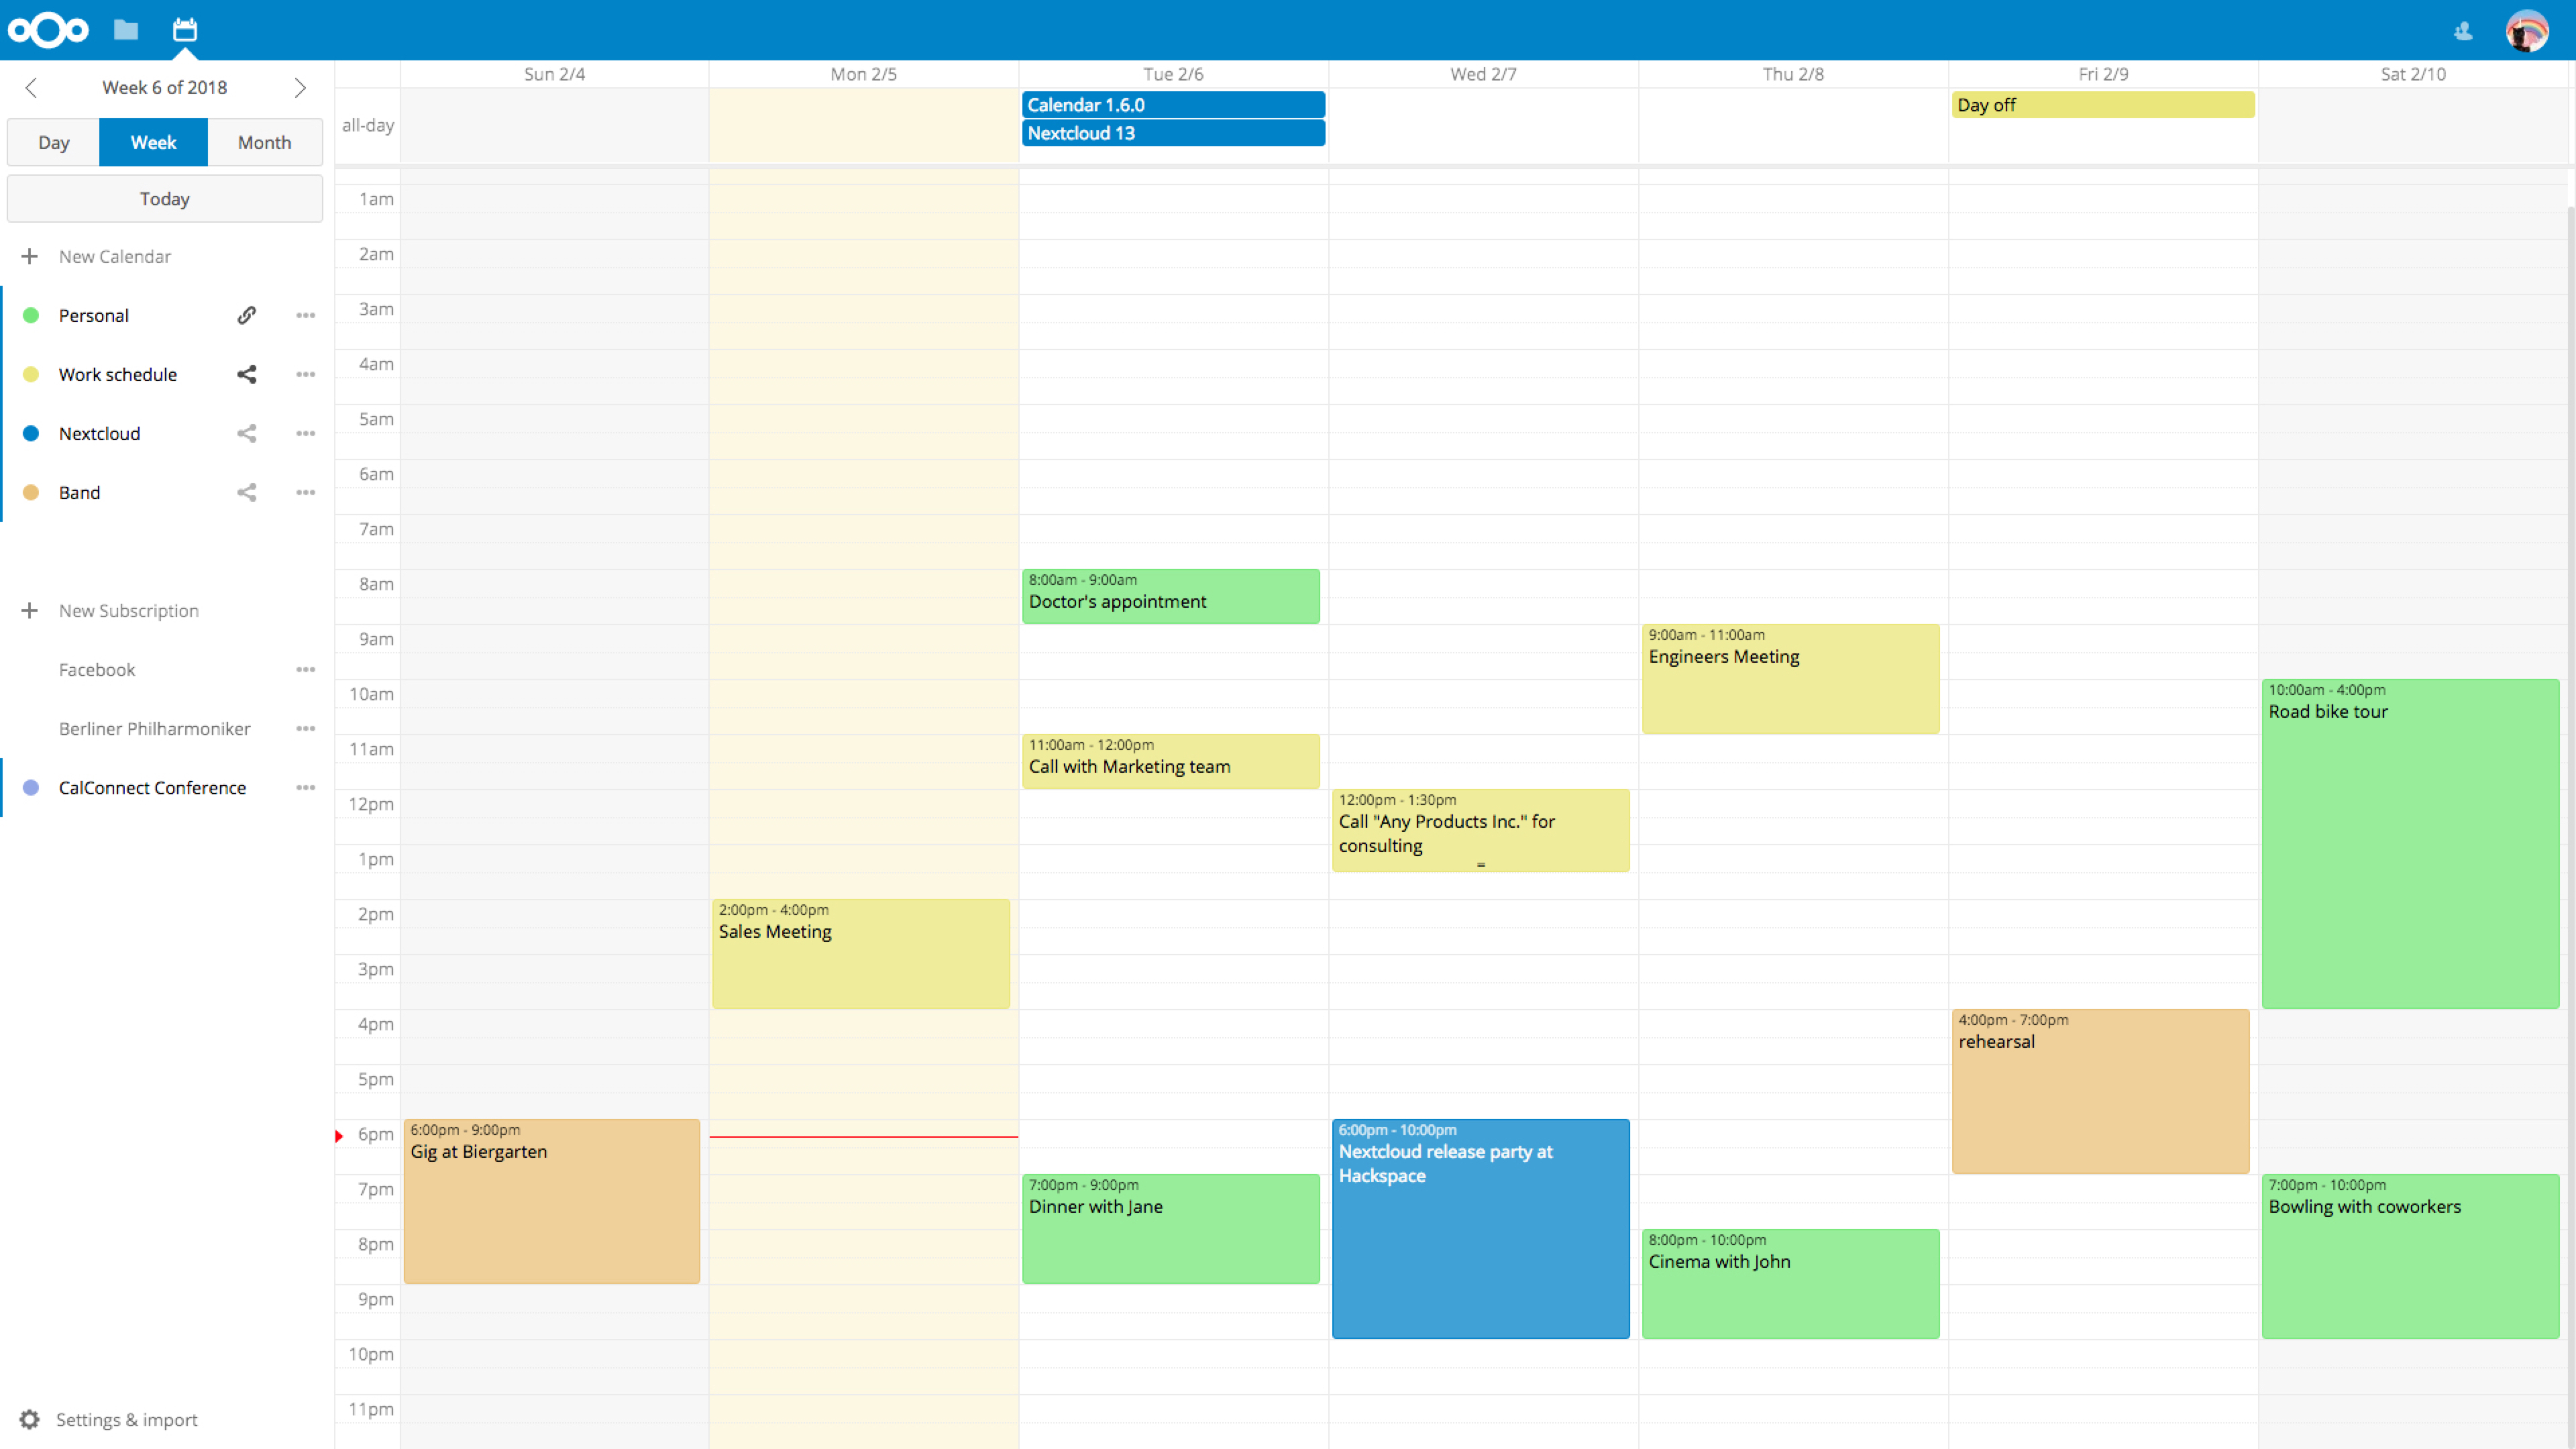 Week 6 of 2018
Day
Week
Month
Today
New Calendar
Personal
Work schedule
Nextcloud
Band
New Subscription
Facebook
Berliner Philharmoniker
CalConnect Conference
Settings & import
Sun 2/4
Mon 2/5
Tue 2/6
Wed 2/7
Thu 2/8
Fri 2/9
Sat 2/10
all-day
Calendar 1.6.0
Nextcloud 13
Day off
1am
2am
3am
4am
5am
6am
7am
8am
9am
10am
11am
12pm
1pm
2pm
3pm
4pm
5pm
6pm
7pm
8pm
9pm
10pm
11pm
6:00pm - 9:00pm
Gig at Biergarten
2:00pm - 4:00pm
Sales Meeting
8:00am - 9:00am
Doctor's appointment
11:00am - 12:00pm
Call with Marketing team
7:00pm - 9:00pm
Dinner with Jane
12:00pm - 1:30pm
Call "Any Products Inc." for
consulting
6:00pm - 10:00pm
Nextcloud release party at
Hackspace
9:00am - 11:00am
Engineers Meeting
8:00pm - 10:00pm
Cinema with John
4:00pm - 7:00pm
rehearsal
10:00am - 4:00pm
Road bike tour
7:00pm - 10:00pm
Bowling with coworkers